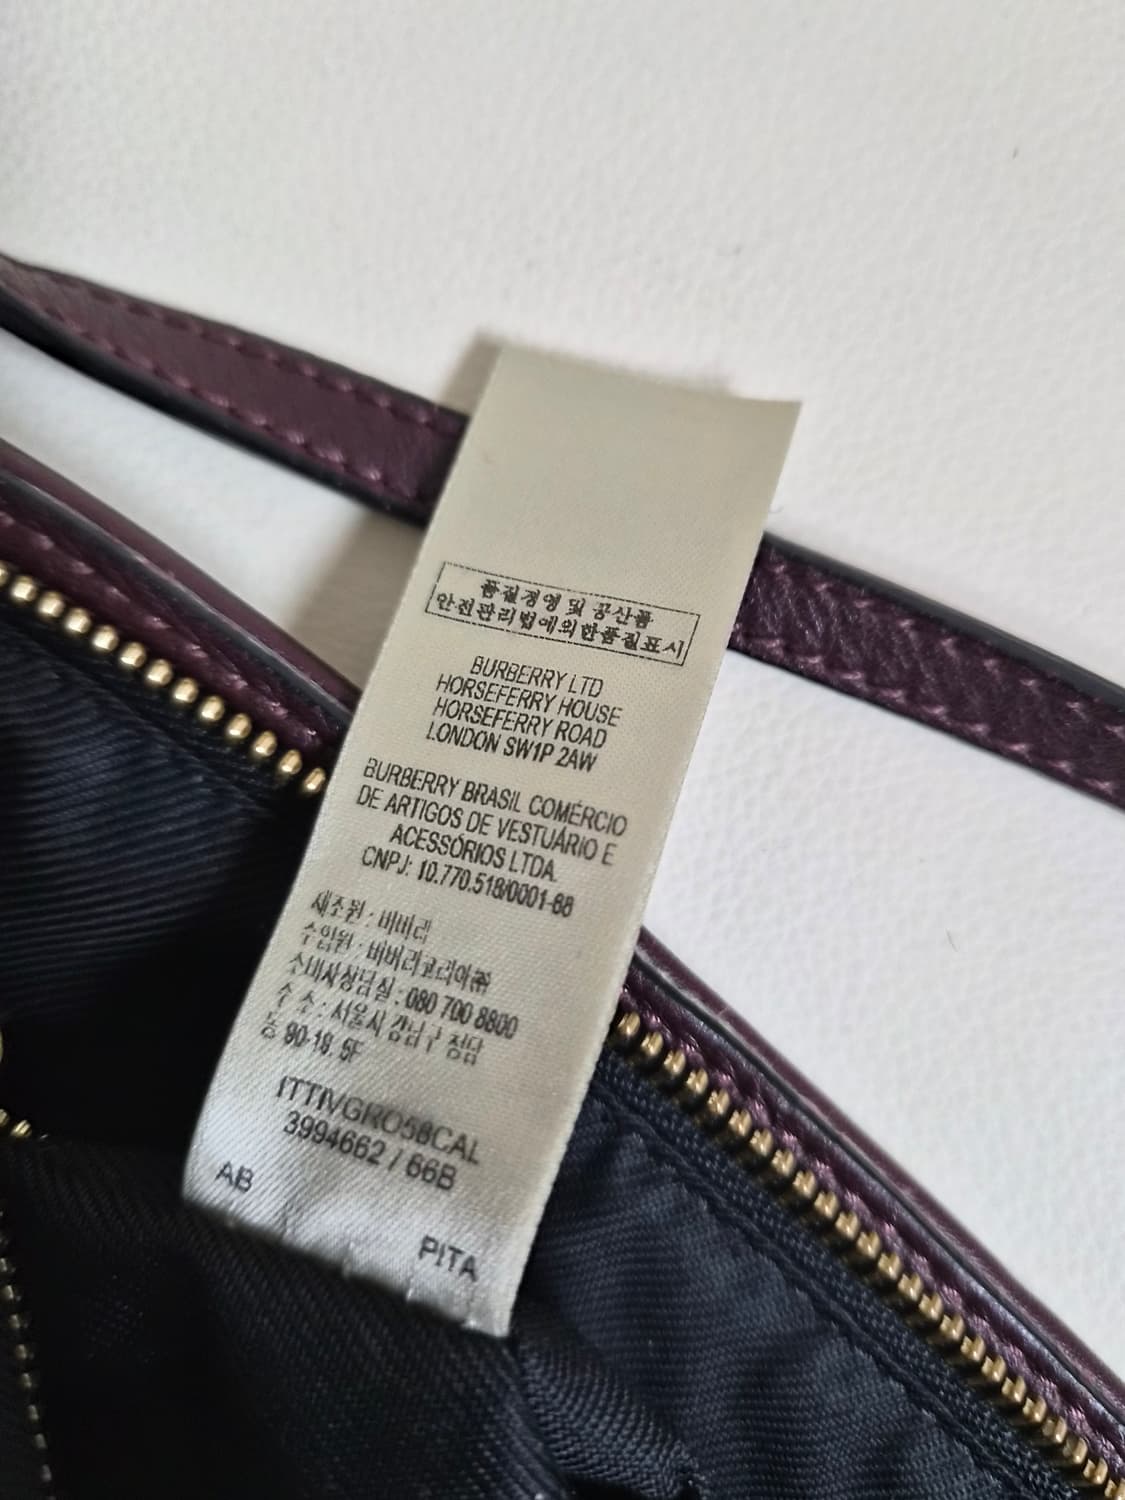 품질경영 및 공산품
안전관리법에의한품질표시
BURBERRY LTD
HORSEFERRY HOUSE
HORSEFERRY ROAD
LONDON SW1P 2AW
BURBERRY BRASIL COMÉRCIO
DE ARTIGOS DE VESTUÁRIO E
ACESSÓRIOS LTDA.
CNPJ: 10.770.518/0001-88
제조원 : 버버리
수입원 : 버버리코리아㈜
소비자상담실 : 080 700 8800
주 소 : 서울시 강남구 청담
동 90-18. 5F
ITTIVGRO58CAL
3994662 / 66B
AB
PITA